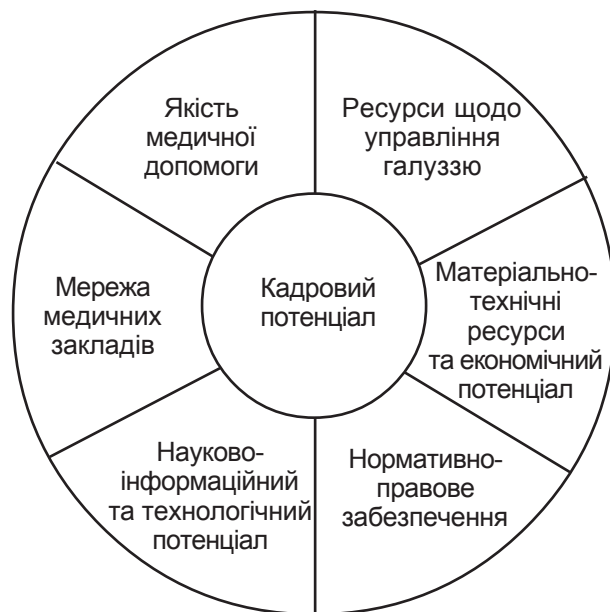 Якість
медичної
допомоги
Ресурси щодо
управління
галуззю
Мережа
медичних
закладів
Кадровий
потенціал
Матеріально-
технічні
ресурси
та економічний
потенціал
Науково-
інформаційний
та технологічний
потенціал
Нормативно-
правове
забезпечення